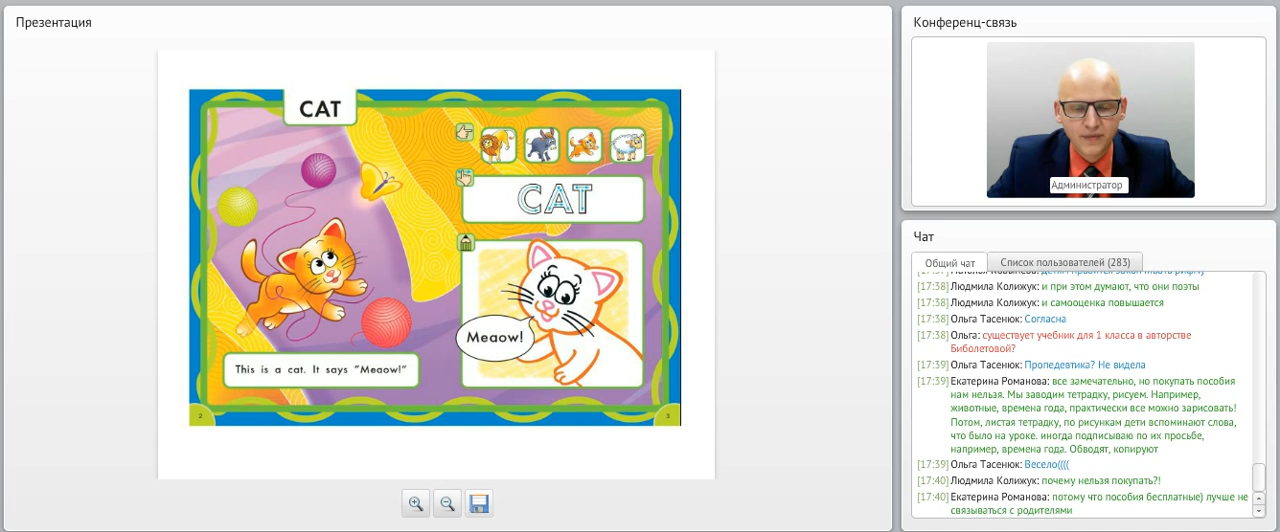 Презентация
CAT
CAT
Meaow!
This is a cat. It says “Meaow!”
2
3
Конференц-связь
Администратор
Чат
Общий чат
Список пользователей (283)
[17:38] Людмила Колижук: и при этом думают, что они поэты
[17:38] Людмила Колижук: и самооценка повышается
[17:38] Ольга Тасенюк: Согласна
[17:38] Ольга: существует учебник для 1 класса в авторстве
Биболетовой?
[17:39] Ольга Тасенюк: Пропедевтика? Не видела
[17:39] Екатерина Романова: все замечательно, но покупать пособия
нам нельзя. Мы заводим тетрадку, рисуем. Например,
животные, времена года, практически все можно зарисовать!
Потом, листая тетрадку, по рисункам дети вспоминают слова,
что было на уроке. иногда подписываю по их просьбе,
например, времена года. Обводят, копируют
[17:39] Ольга Тасенюк: Весело((((
[17:40] Людмила Колижук: почему нельзя покупать?!
[17:40] Екатерина Романова: потому что пособия бесплатные) лучше не
связываться с родителями